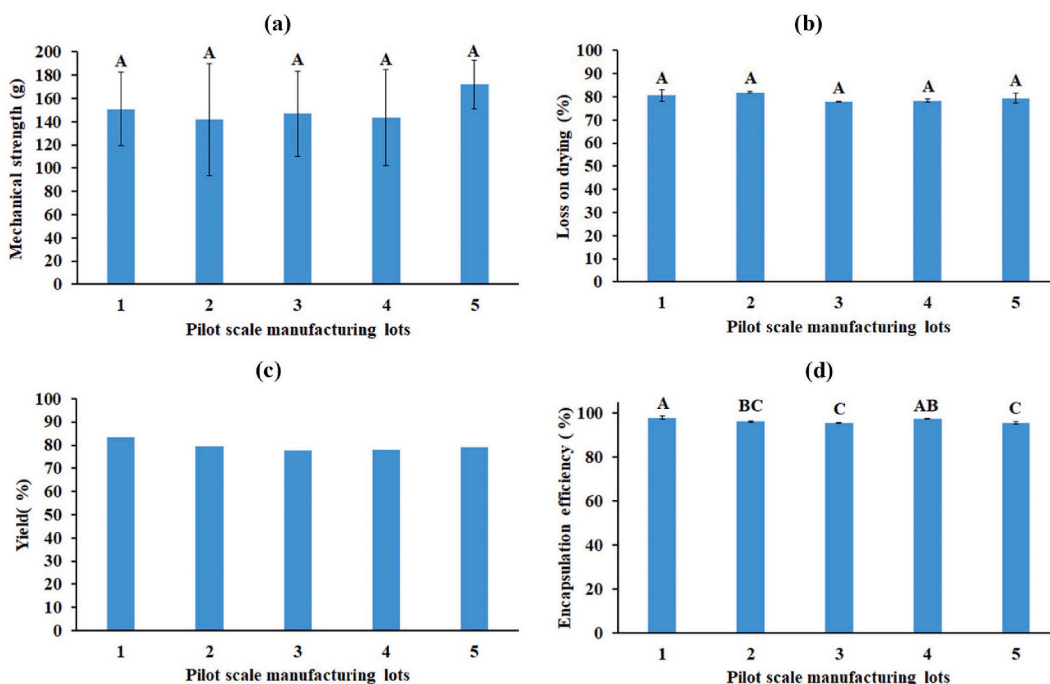 (a)
Mechanical strength (g)
200
180
160
140
120
100
80
60
40
20
0
A
A
A
A
A
1 2 3 4 5
Pilot scale manufacturing lots
(b)
Loss on drying (%)
100
90
80
70
60
50
40
30
20
10
0
A
A
A
A
A
1 2 3 4 5
Pilot scale manufacturing lots
(c)
Yield( %)
100
90
80
70
60
50
40
30
20
10
0
1 2 3 4 5
Pilot scale manufacturing lots
(d)
Encapsulation efficiency ( %)
100
80
60
40
20
0
A
BC
C
AB
C
1 2 3 4 5
Pilot scale manufacturing lots